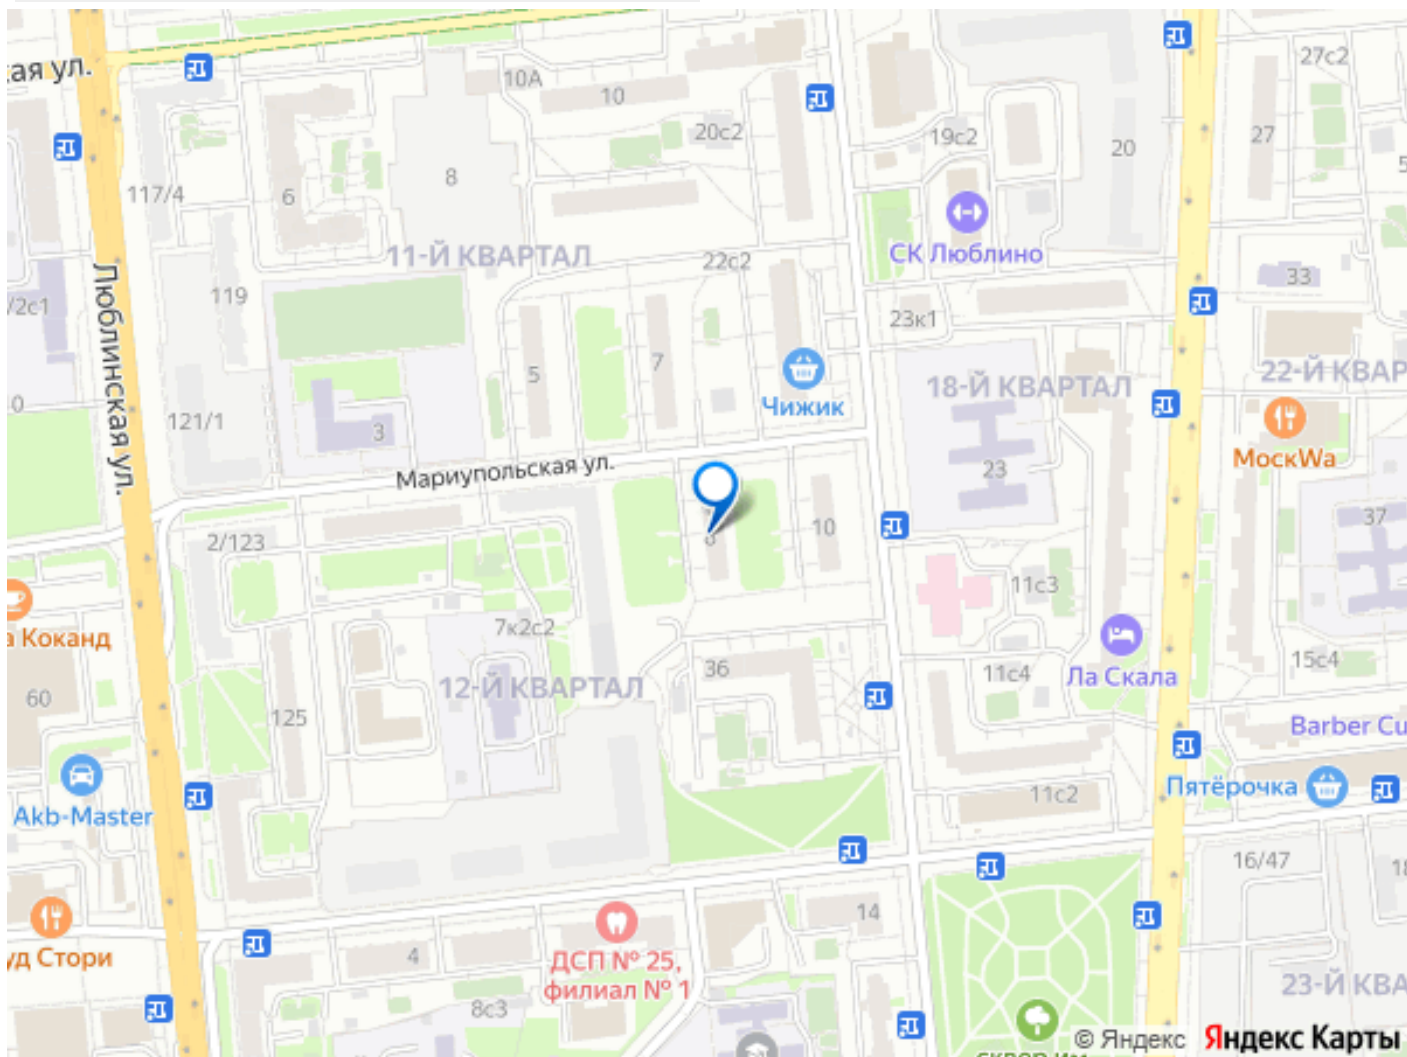 ая ул.
10А
10
20с2
19с2
20
27с2
27
117/4
6
8
11-Й КВАРТАЛ
22с2
СК Люблино
33
/2с1
119
Люблинская ул.
23к1
5
7
Чижик
18-Й КВАРТАЛ
22-Й КВАР
0
121/1
3
Мариупольская ул.
МоскWa
23
37
2/123
10
11с3
а Коканд
7к2с2
36
12-Й КВАРТАЛ
11с4
Ла Скала
15с4
60
125
Barber Cu
Akb-Master
11с2
Пятёрочка
16/47
18
14
уд Стори
4
ДСП № 25,
филиал № 1
8с3
23-Й КВА
© Яндекс Яндекс Карты